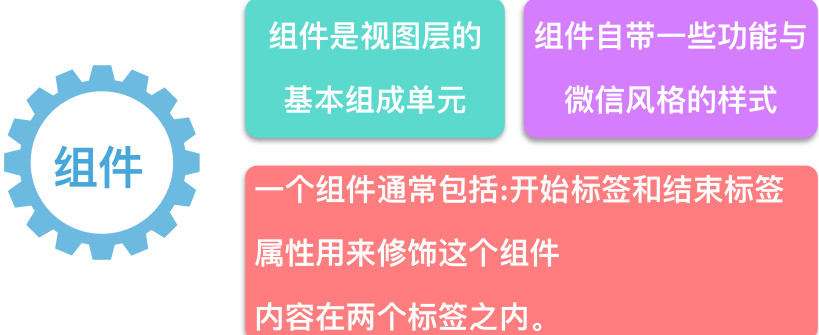 组件
组件是视图层的
基本组成单元
组件自带一些功能与
微信风格的样式
一个组件通常包括:开始标签和结束标签
属性用来修饰这个组件
内容在两个标签之内。